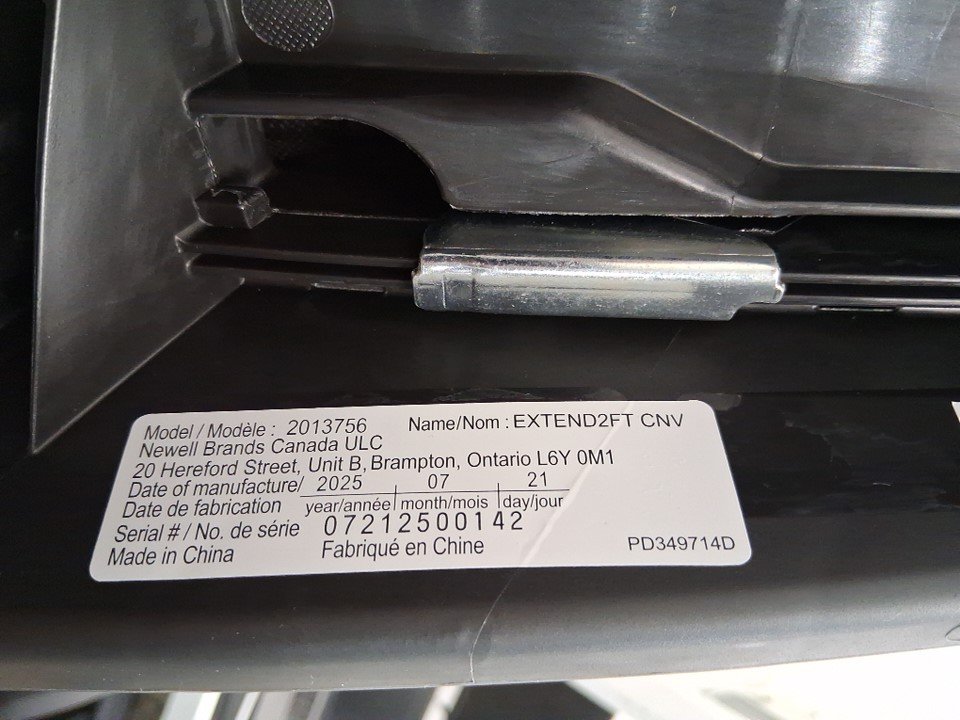 Model / Modèle : 2013756 Name/Nom : EXTEND2FT CNV
Newell Brands Canada ULC
20 Hereford Street, Unit B, Brampton, Ontario L6Y 0M1
Date of manufacture/ 2025 07 21
Date de fabrication year/année month/mois day/jour
Serial # / No. de série 07212500142
Made in China Fabriqué en Chine PD349714D